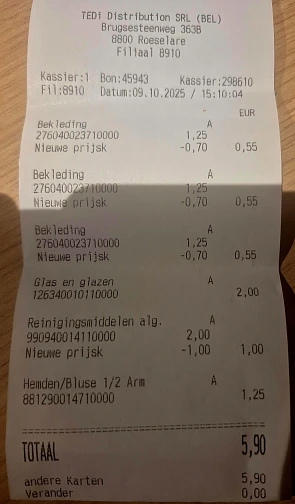 TEDi Distribution SRL (BEL)
Brugsesteenweg 363B
8800 Roeselare
Filiaal 8910
Kassier:1 Bon:45943 Kassier:298610
Fil:8910 Datum:09.10.2025 / 15:10:04
- EUR
Bekleding A
276040023710000 1,25
Nieuwe prijsk -0,70 0,55
Bekleding A
276040023710000 1,25
Nieuwe prijsk -0,70 0,55
Bekleding A
276040023710000 1,25
Nieuwe prijsk -0,70 0,55
Glas en glazen A
126340010110000 2,00
Reinigingsmiddelen alg. A
990940014110000 2,00
Nieuwe prijsk -1,00 1,00
Hemden/Bluse 1/2 Arm A
881290014710000 1,25
TOTAAL 5,90
andere Karten 5,90
Verander 0,00